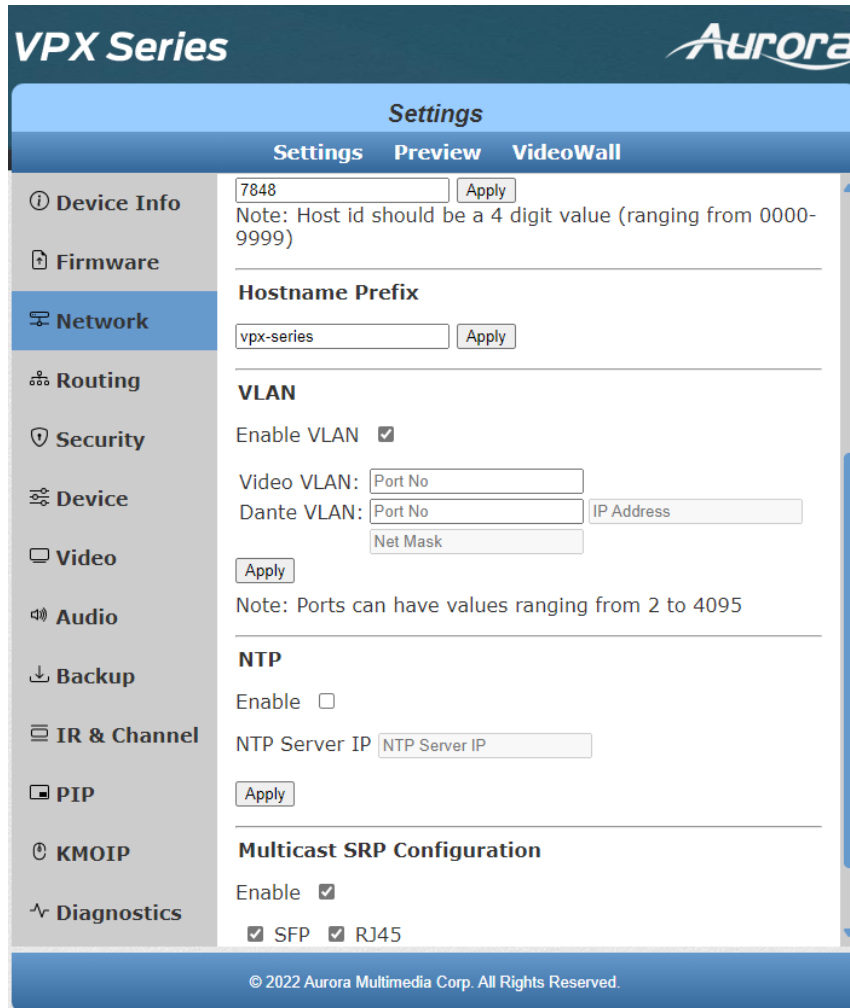 VPX Series
Aurora
Settings
Settings Preview VideoWall
Device Info
Firmware
Network
Routing
Security
Device
Video
Audio
Backup
IR & Channel
PIP
KMOIP
Diagnostics
7848 Apply
Note: Host id should be a 4 digit value (ranging from 0000-
9999)
Hostname Prefix
vpx-series Apply
VLAN
Enable VLAN
Video VLAN: Port No
Dante VLAN: Port No IP Address
Net Mask
Apply
Note: Ports can have values ranging from 2 to 4095
NTP
Enable
NTP Server IP NTP Server IP
Apply
Multicast SRP Configuration
Enable
SFP RJ45
© 2022 Aurora Multimedia Corp. All Rights Reserved.